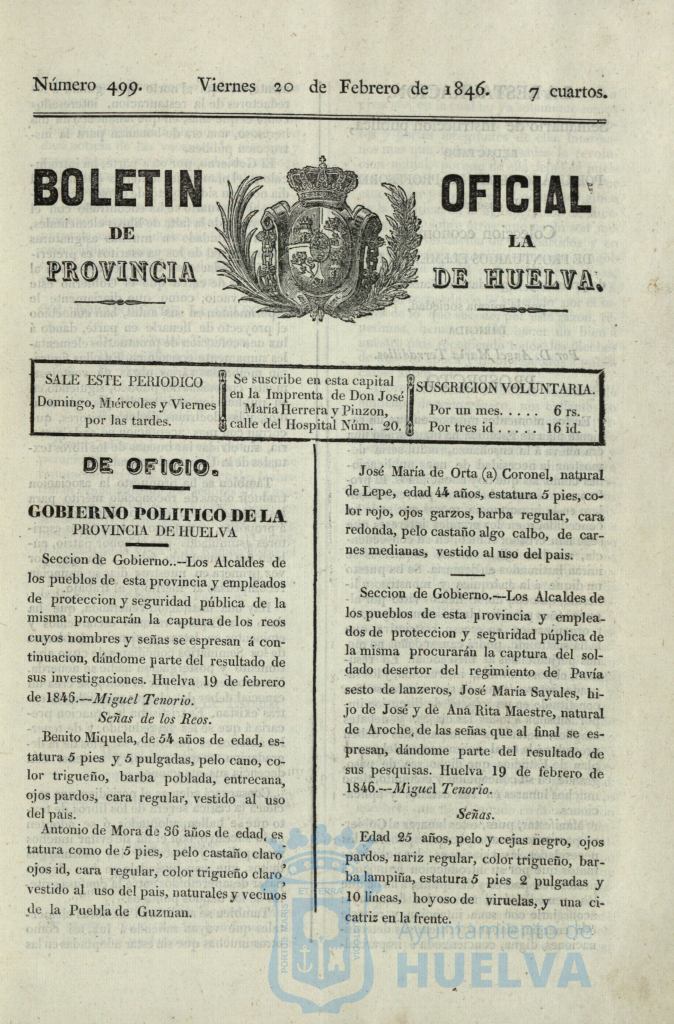 Número 499. Viernes 20 de Febrero de 1846. 7 cuartos.
BOLETIN OFICIAL
DE LA
PROVINCIA DE HUELVA.
SALE ESTE PERIODICO
Domingo, Miércoles y Viernes
por las tardes.
Se suscribe en esta capital
en la Imprenta de Don José
María Herrera y Pinzon,
calle del Hospital Núm. 20.
SUSCRICION VOLUNTARIA.
Por un mes. . . . . 6 rs.
Por tres id . . . . . 16 id.
DE OFICIO.
GOBIERNO POLITICO DE LA
PROVINCIA DE HUELVA
Seccion de Gobierno..—Los Alcaldes de
los pueblos de esta provincia y empleados
de proteccion y seguridad pública de la
misma procurarán la captura de los reos
cuyos nombres y señas se espresan á con-
tinuacion, dándome parte del resultado de
sus investigaciones. Huelva 19 de febrero
de 1846.—Miguel Tenorio.
Señas de los Reos.
Benito Miquela, de 54 años de edad, es-
tatura 5 pies y 5 pulgadas, pelo cano, co-
lor trigueño, barba poblada, entrecana,
ojos pardos, cara regular, vestido al uso
del pais.
Antonio de Mora de 36 años de edad, es
tatura como de 5 pies, pelo castaño claro,
ojos id, cara regular, color trigueño claro,
vestido al uso del pais, naturales y vecinos
de la Puebla de Guzman.
José María de Orta (a) Coronel, natural
de Lepe, edad 44 años, estatura 5 pies, co-
lor rojo, ojos garzos, barba regular, cara
redonda, pelo castaño algo calbo, de car-
nes medianas, vestido al uso del pais.
Seccion de Gobierno.—Los Alcaldes de
los pueblos de esta provincia y emplea-
dos de proteccion y seguridad púplica de
la misma procurarán la captura del sol-
dado desertor del regimiento de Pavía
sesto de lanzeros, José María Sayales, hi-
jo de José y de Ana Rita Maestre, natural
de Aroche, de las señas que al final se es-
presan, dándome parte del resultado de
sus pesquisas. Huelva 19 de febrero de
1846.—Miguel Tenorio.
Señas.
Edad 25 años, pelo y cejas negro, ojos
pardos, nariz regular, color trigueño, bar-
ba lampiña, estatura 5 pies 2 pulgadas y
10 líneas, hoyoso de viruelas, y una ci-
catriz en la frente.
Ayuntamiento de
HUELVA